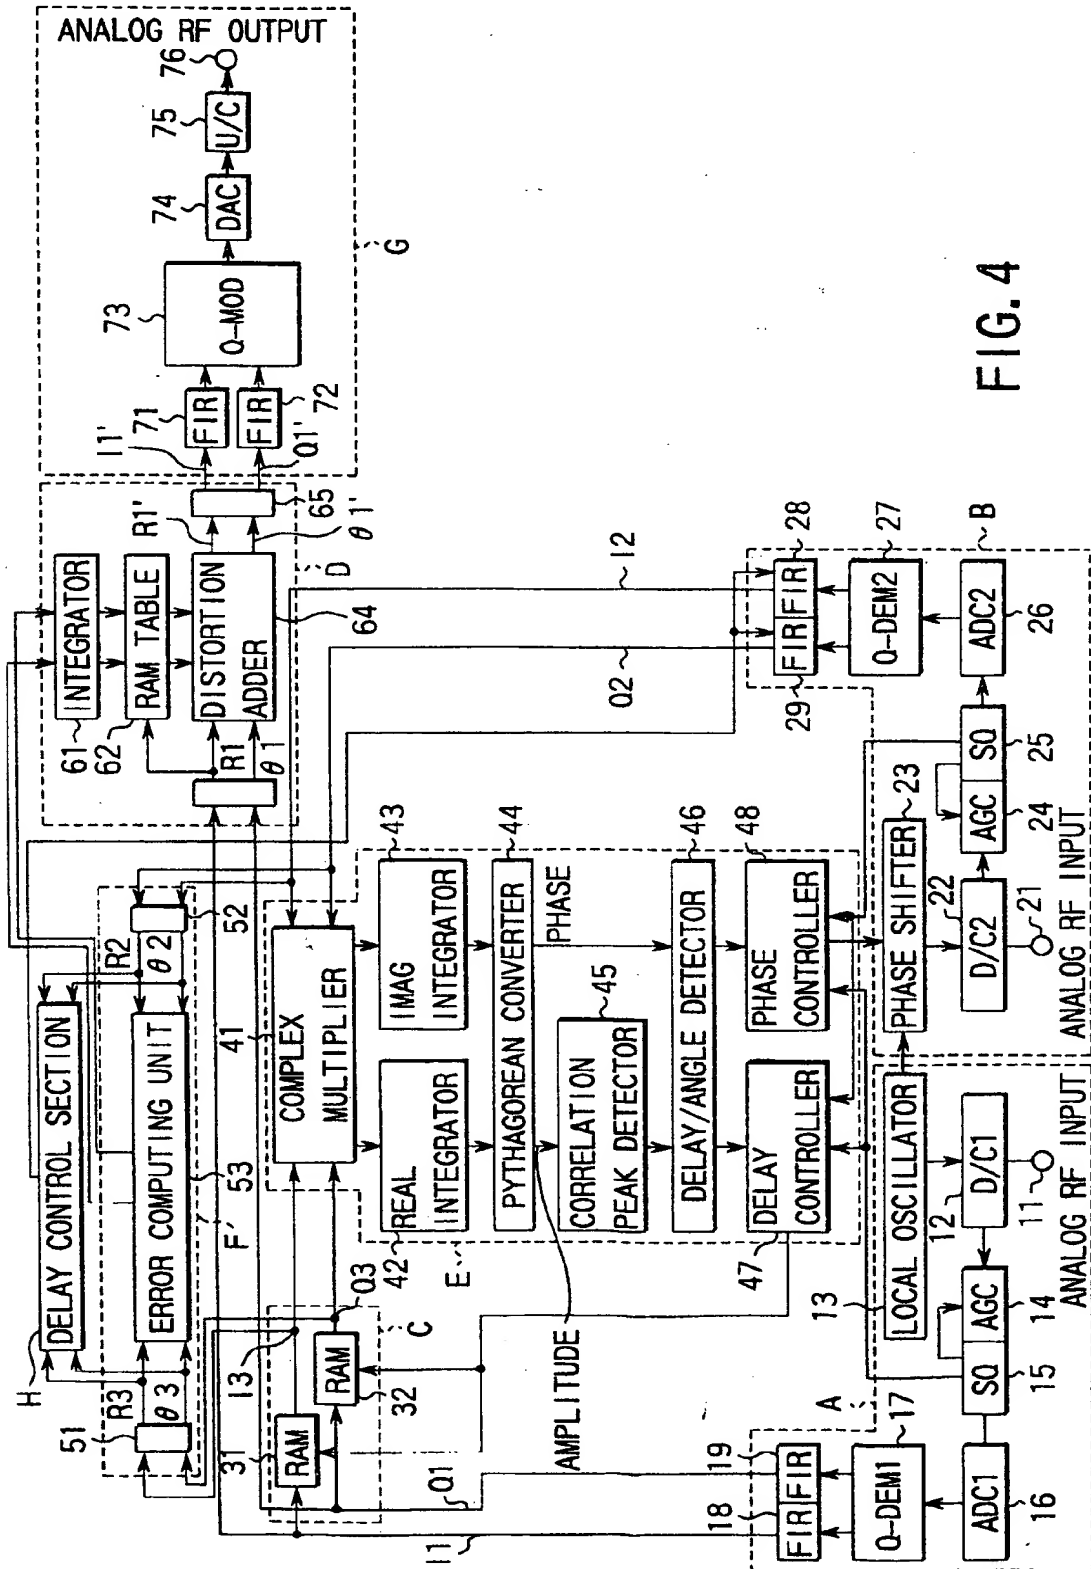 ANALOG RF OUTPUT
76
75
U/C
74
DAC
G
73
Q-MOD
71
FIR
72
FIR
I1'
Q1'
65
R1'
θ1'
D
61
INTEGRATOR
62
RAM TABLE
64
DISTORTION
ADDER
R1
θ1
H
DELAY CONTROL SECTION
R2
θ2
52
ERROR COMPUTING UNIT
53
F
R3
θ3
51
41
COMPLEX
MULTIPLIER
43
IMAG
INTEGRATOR
42
REAL
INTEGRATOR
E
44
PYTHAGOREAN CONVERTER
PHASE
AMPLITUDE
45
CORRELATION
PEAK DETECTOR
46
DELAY/ANGLE DETECTOR
48
PHASE
CONTROLLER
47
DELAY
CONTROLLER
I3
Q3
C
31
RAM
32
RAM
I1
Q1
I2
Q2
28
FIR
29
FIR
27
Q-DEM2
B
26
ADC2
25
SQ
24
AGC
23
PHASE SHIFTER
22
D/C2
21
ANALOG RF INPUT
13
LOCAL OSCILLATOR
12
D/C1
11
ANALOG RF INPUT
14
AGC
15
SQ
A
17
Q-DEM1
16
ADC1
18
FIR
19
FIR
FIG. 4